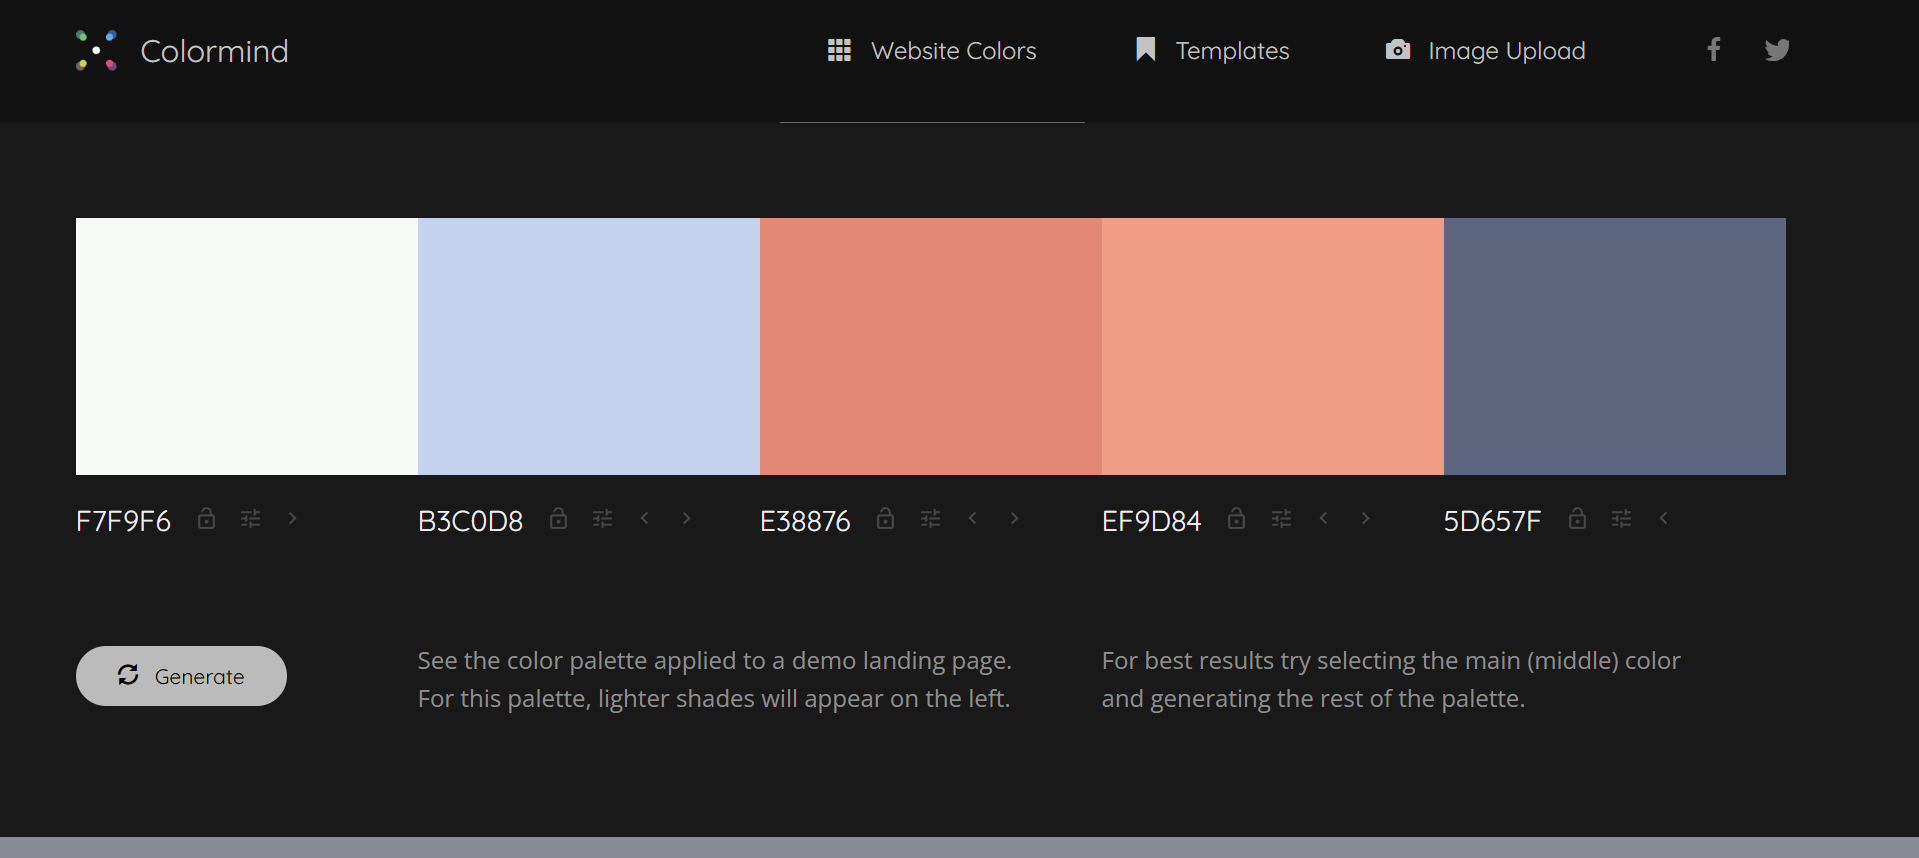 Colormind
Website Colors
Templates
Image Upload
F7F9F6
B3C0D8
E38876
EF9D84
5D657F
Generate
See the color palette applied to a demo landing page.
For this palette, lighter shades will appear on the left.
For best results try selecting the main (middle) color
and generating the rest of the palette.